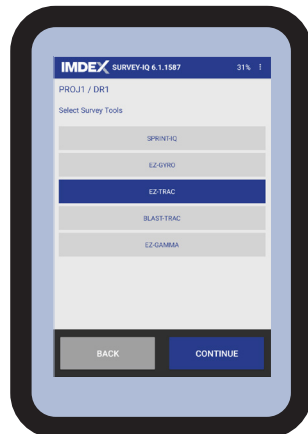 IMDEX SURVEY-IQ 6.1.1587 31%
PROJ1 / DR1
Select Survey Tools
SPRINT-IQ
EZ-GYRO
EZ-TRAC
BLAST-TRAC
EZ-GAMMA
BACK CONTINUE